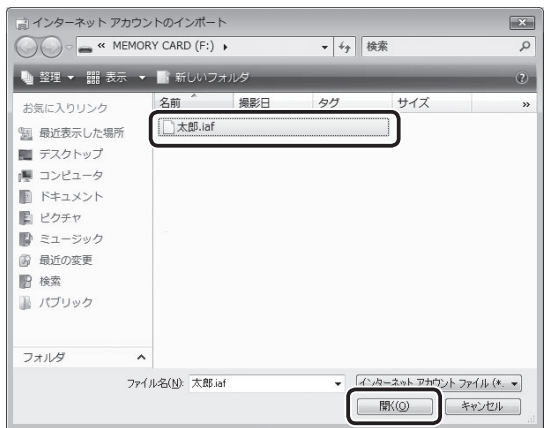 インターネット アカウントのインポート
« MEMORY CARD (F:)
検索
整理 表示 新しいフォルダ
お気に入りリンク
名前 撮影日 タグ サイズ »
太郎.iaf
最近表示した場所
デスクトップ
コンピュータ
ドキュメント
ピクチャ
ミュージック
最近の変更
検索
パブリック
フォルダ
ファイル名(N): 太郎.iaf
インターネット アカウント ファイル (*.
開く(O) キャンセル